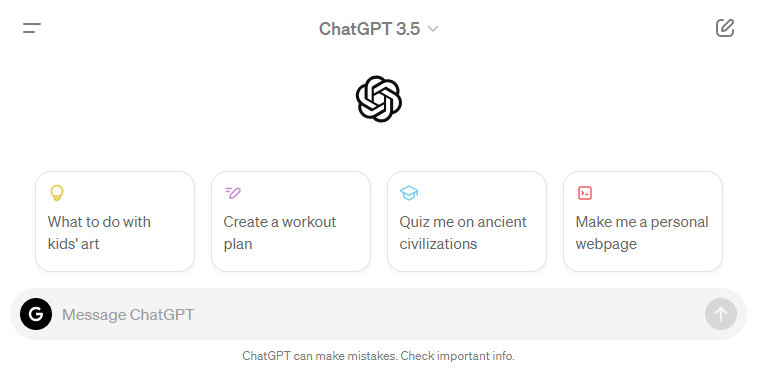 ChatGPT 3.5
What to do with
kids' art
Create a workout
plan
Quiz me on ancient
civilizations
Make me a personal
webpage
G
Message ChatGPT
ChatGPT can make mistakes. Check important info.